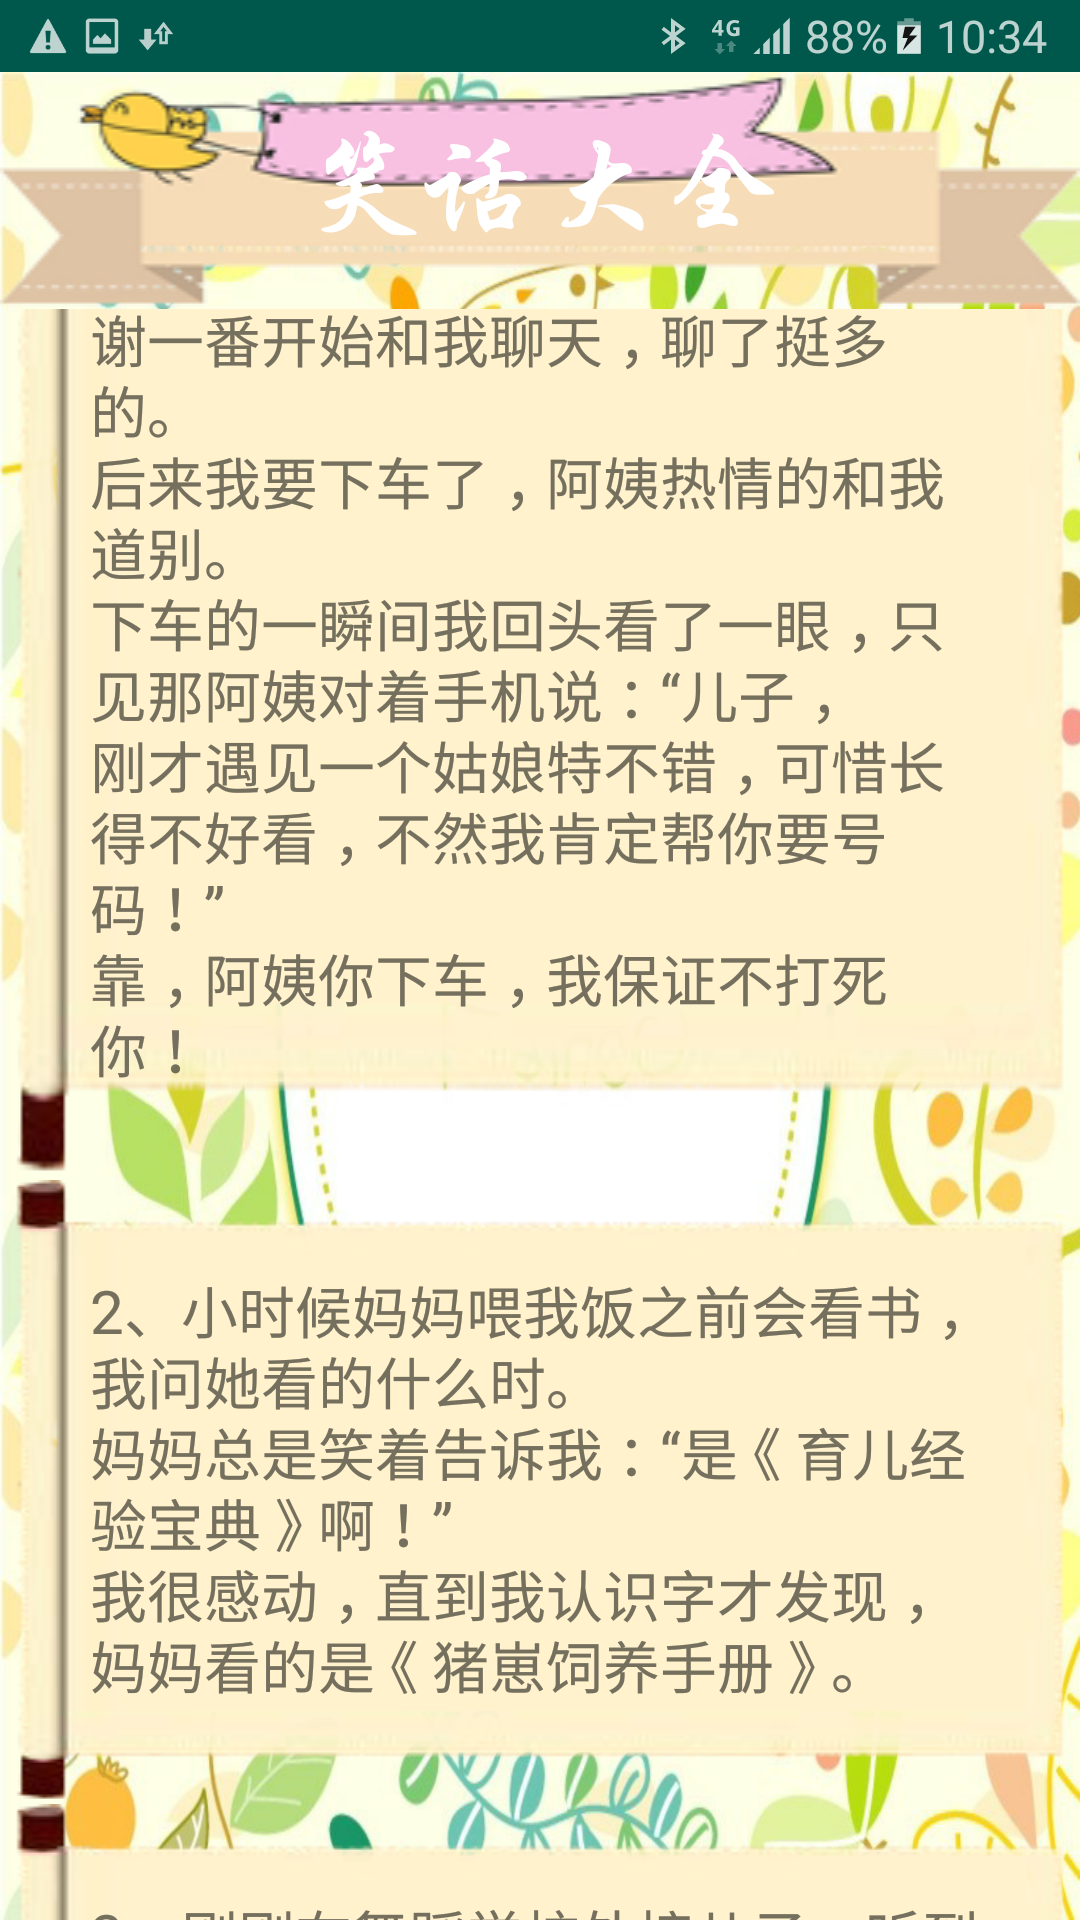 4G 88% 10:34
笑话大全
谢一番开始和我聊天，聊了挺多
的。
后来我要下车了，阿姨热情的和我
道别。
下车的一瞬间我回头看了一眼，只
见那阿姨对着手机说：“儿子，
刚才遇见一个姑娘特不错，可惜长
得不好看，不然我肯定帮你要号
码！”
靠，阿姨你下车，我保证不打死
你！
2、小时候妈妈喂我饭之前会看书，
我问她看的什么时。
妈妈总是笑着告诉我：“是《育儿经
验宝典》啊！”
我很感动，直到我认识字才发现，
妈妈看的是《猪崽饲养手册》。